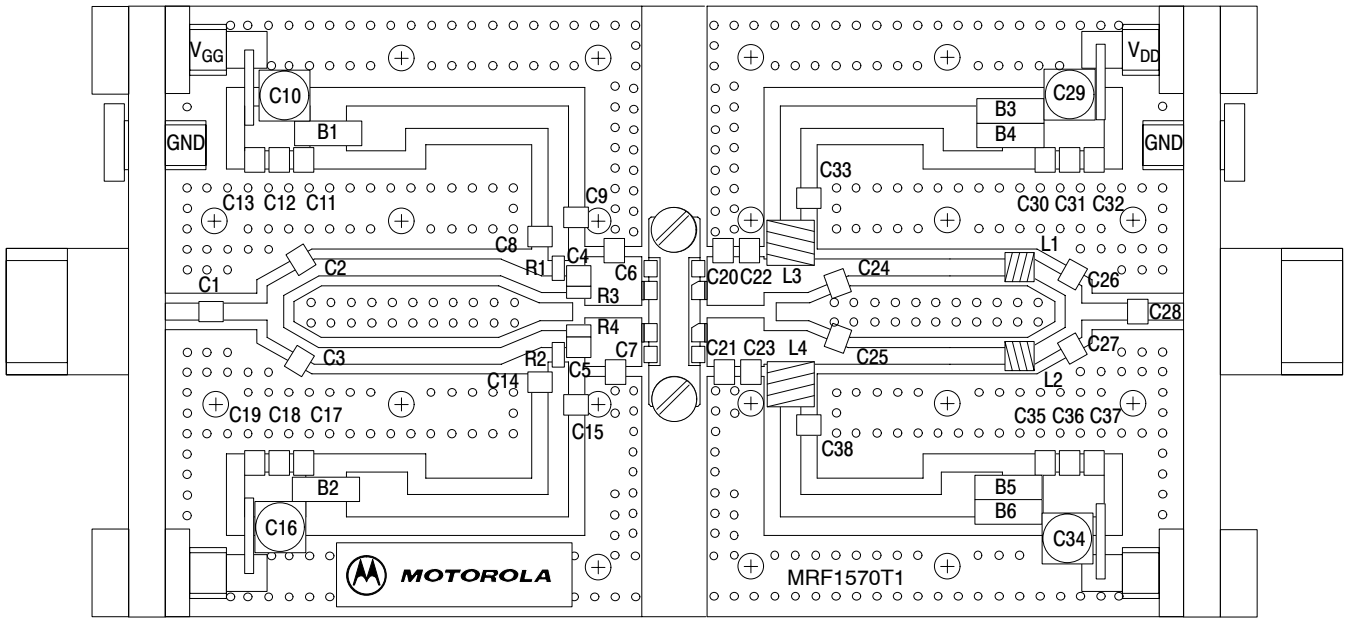 VGG
VDD
C10
C29
B1
B3
B4
GND
GND
C33
C13 C12 C11
C9
C30 C31 C32
C8
C4
L1
C2
R1
C6
C20 C22 L3
C24
C26
C1
R3
C28
R4
C3
R2
C7
C21 C23 L4
C25
C27
C5
L2
C14
C19 C18 C17
C15
C35 C36 C37
C38
B2
B5
B6
C16
C34
MOTOROLA
MRF1570T1